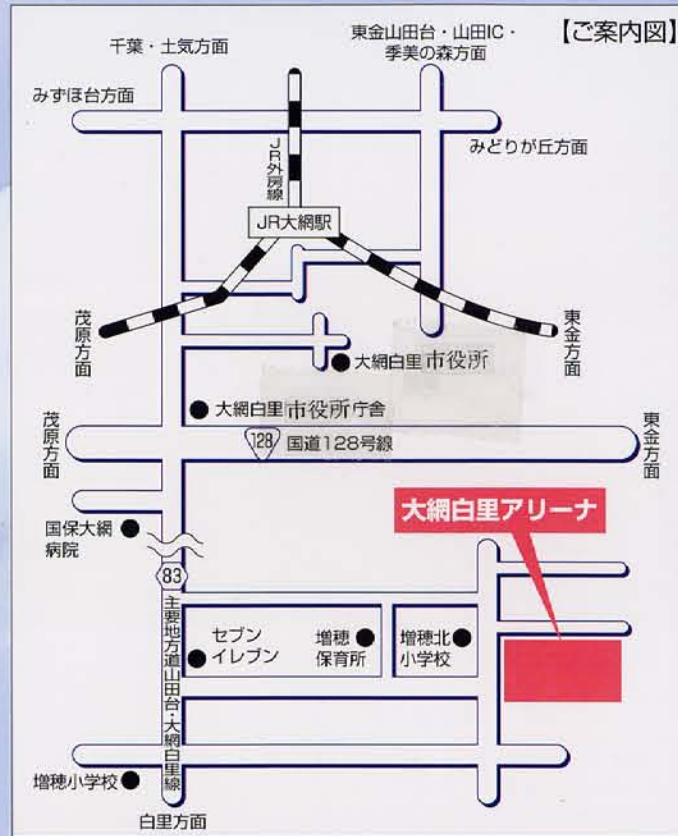 【ご案内図】
千葉・土気方面
東金山田台・山田IC・
季美の森方面
みずほ台方面
みどりが丘方面
JR外房線
JR大網駅
茂原方面
東金方面
大網白里 市役所
大網白里 市役所庁舎
茂原方面
128
国道128号線
東金方面
大網白里アリーナ
国保大網
病院
83
主要地方道山田台・大網白里線
セブン
イレブン
増穂
保育所
増穂北
小学校
増穂小学校
白里方面